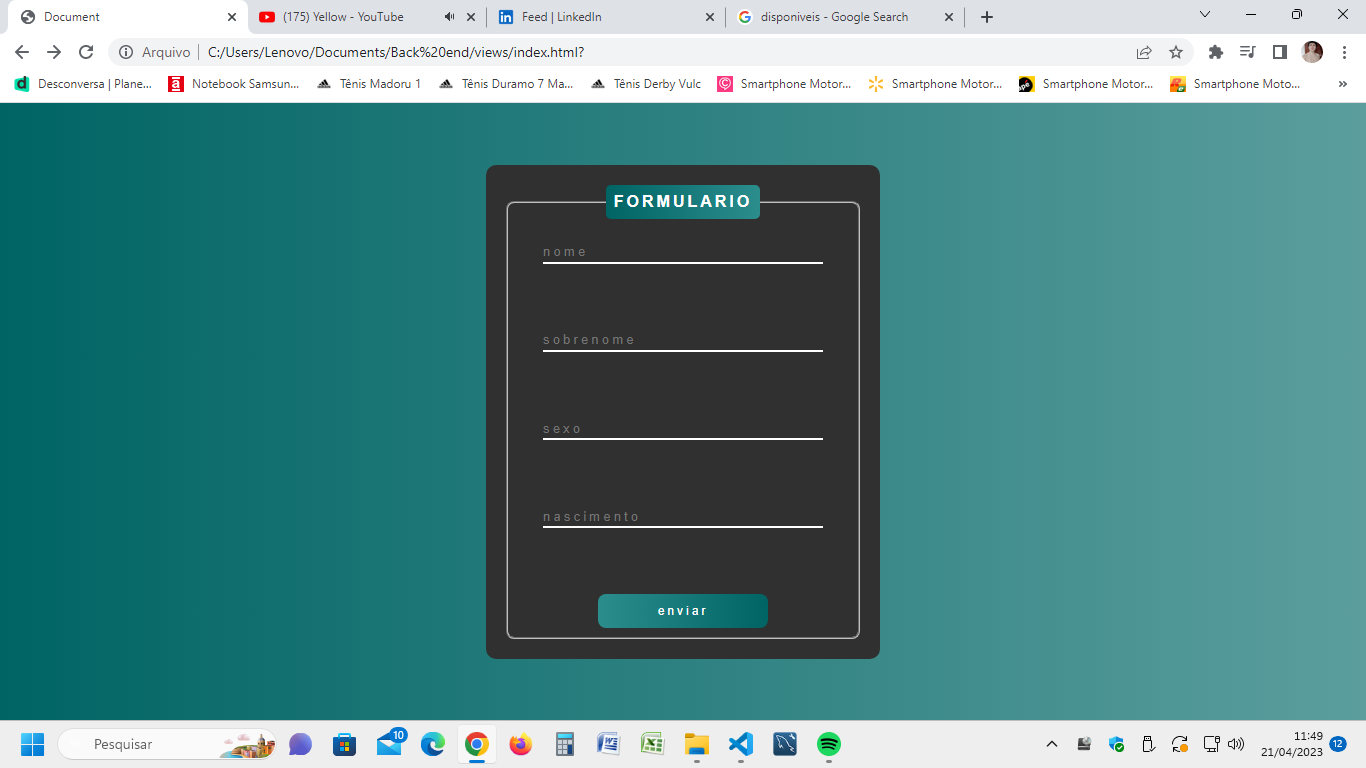 Document
(175) Yellow - YouTube
Feed | LinkedIn
disponiveis - Google Search
Arquivo
C:/Users/Lenovo/Documents/Back%20end/views/index.html?
Desconversa | Plane...
Notebook Samsun...
Tênis Madoru 1
Tênis Duramo 7 Ma...
Tênis Derby Vulc
Smartphone Motor...
Smartphone Motor...
Smartphone Motor...
Smartphone Moto...
FORMULARIO
nome
sobrenome
sexo
nascimento
enviar
Pesquisar
10
11:49
21/04/2023
12